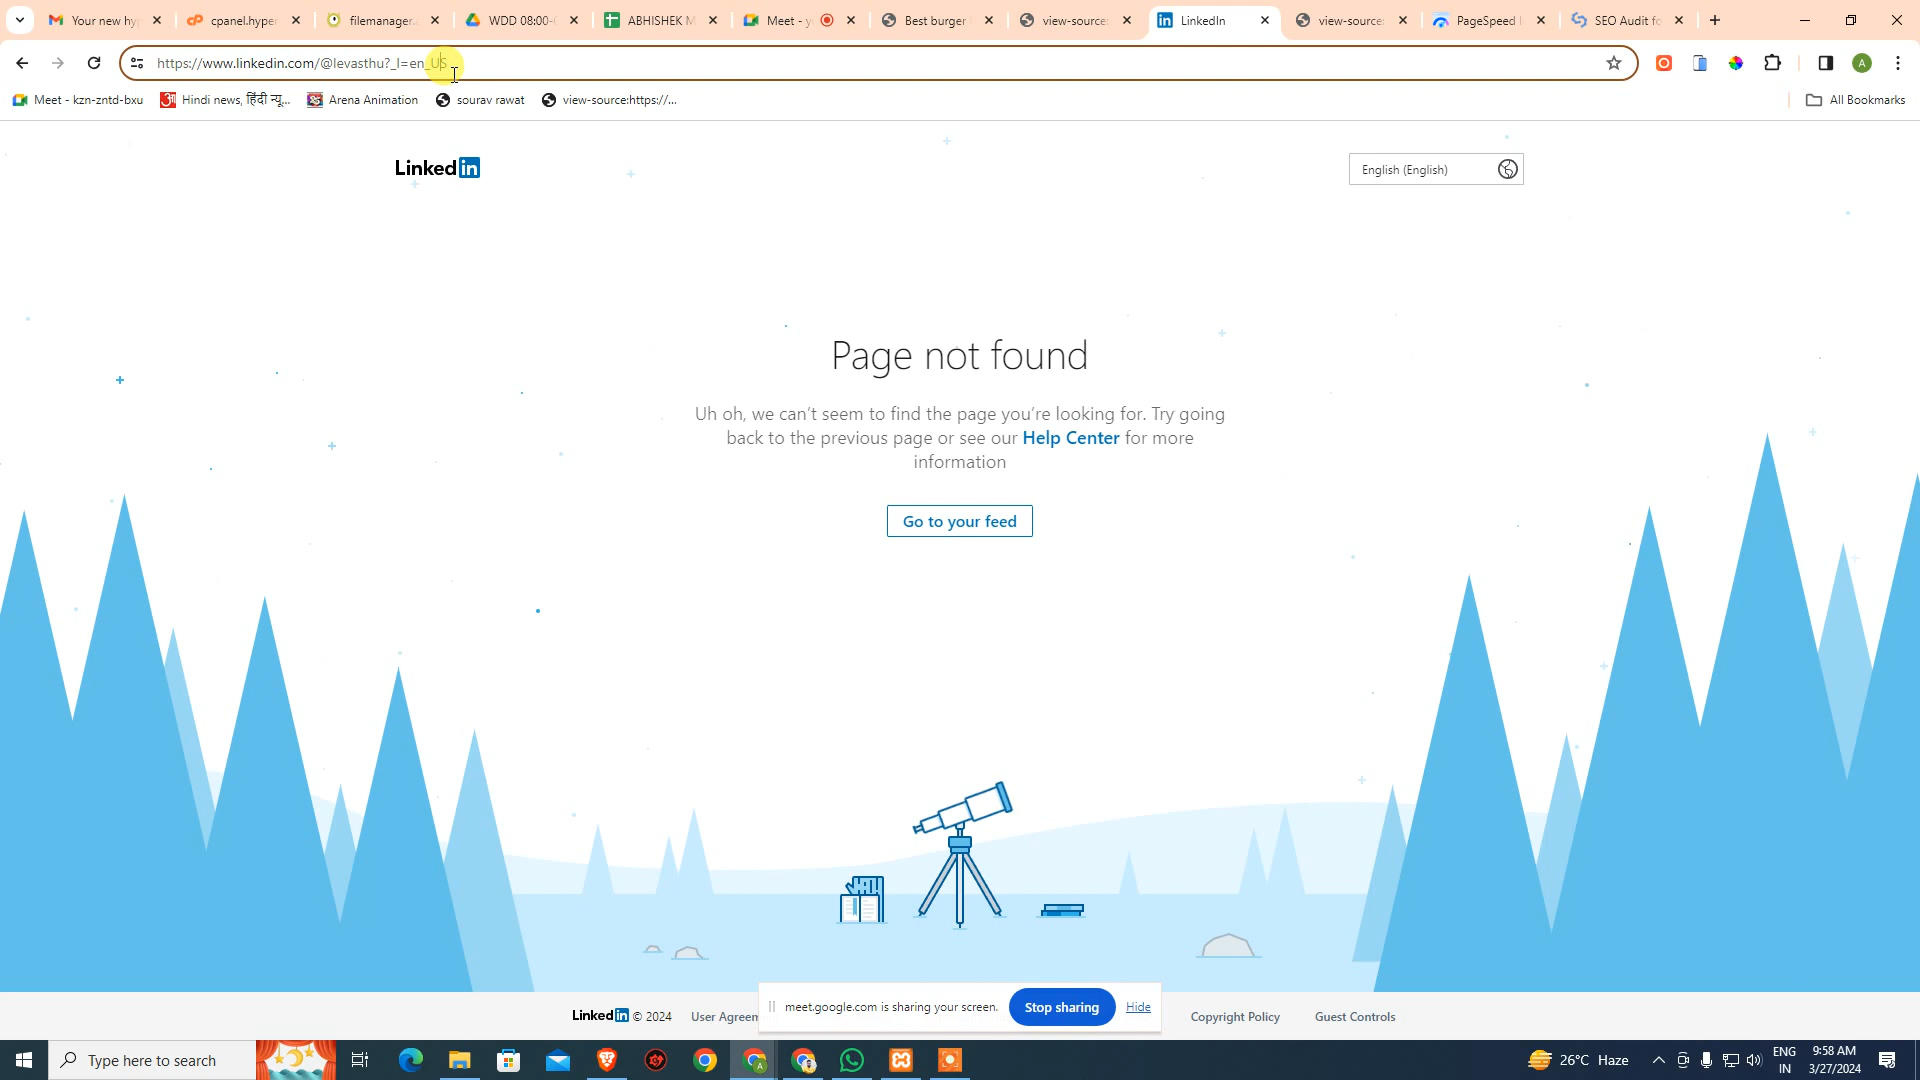 Your new hyp
cpanel.hyper
filemanager.
WDD 08:00-
ABHISHEK M
Meet - y
Best burger
view-source:
LinkedIn
view-source:
PageSpeed
SEO Audit fo
https://www.linkedin.com/@levasthu?_l=en_US
Meet - kzn-zntd-bxu
Hindi news, हिंदी न्यू...
Arena Animation
sourav rawat
view-source:https://...
All Bookmarks
LinkedIn
English (English)
Page not found
Uh oh, we can't seem to find the page you're looking for. Try going
back to the previous page or see our Help Center for more
information
Go to your feed
LinkedIn © 2024
User Agreem
meet.google.com is sharing your screen.
Stop sharing
Hide
Copyright Policy
Guest Controls
Type here to search
26°C Haze
ENG
IN
9:58 AM
3/27/2024